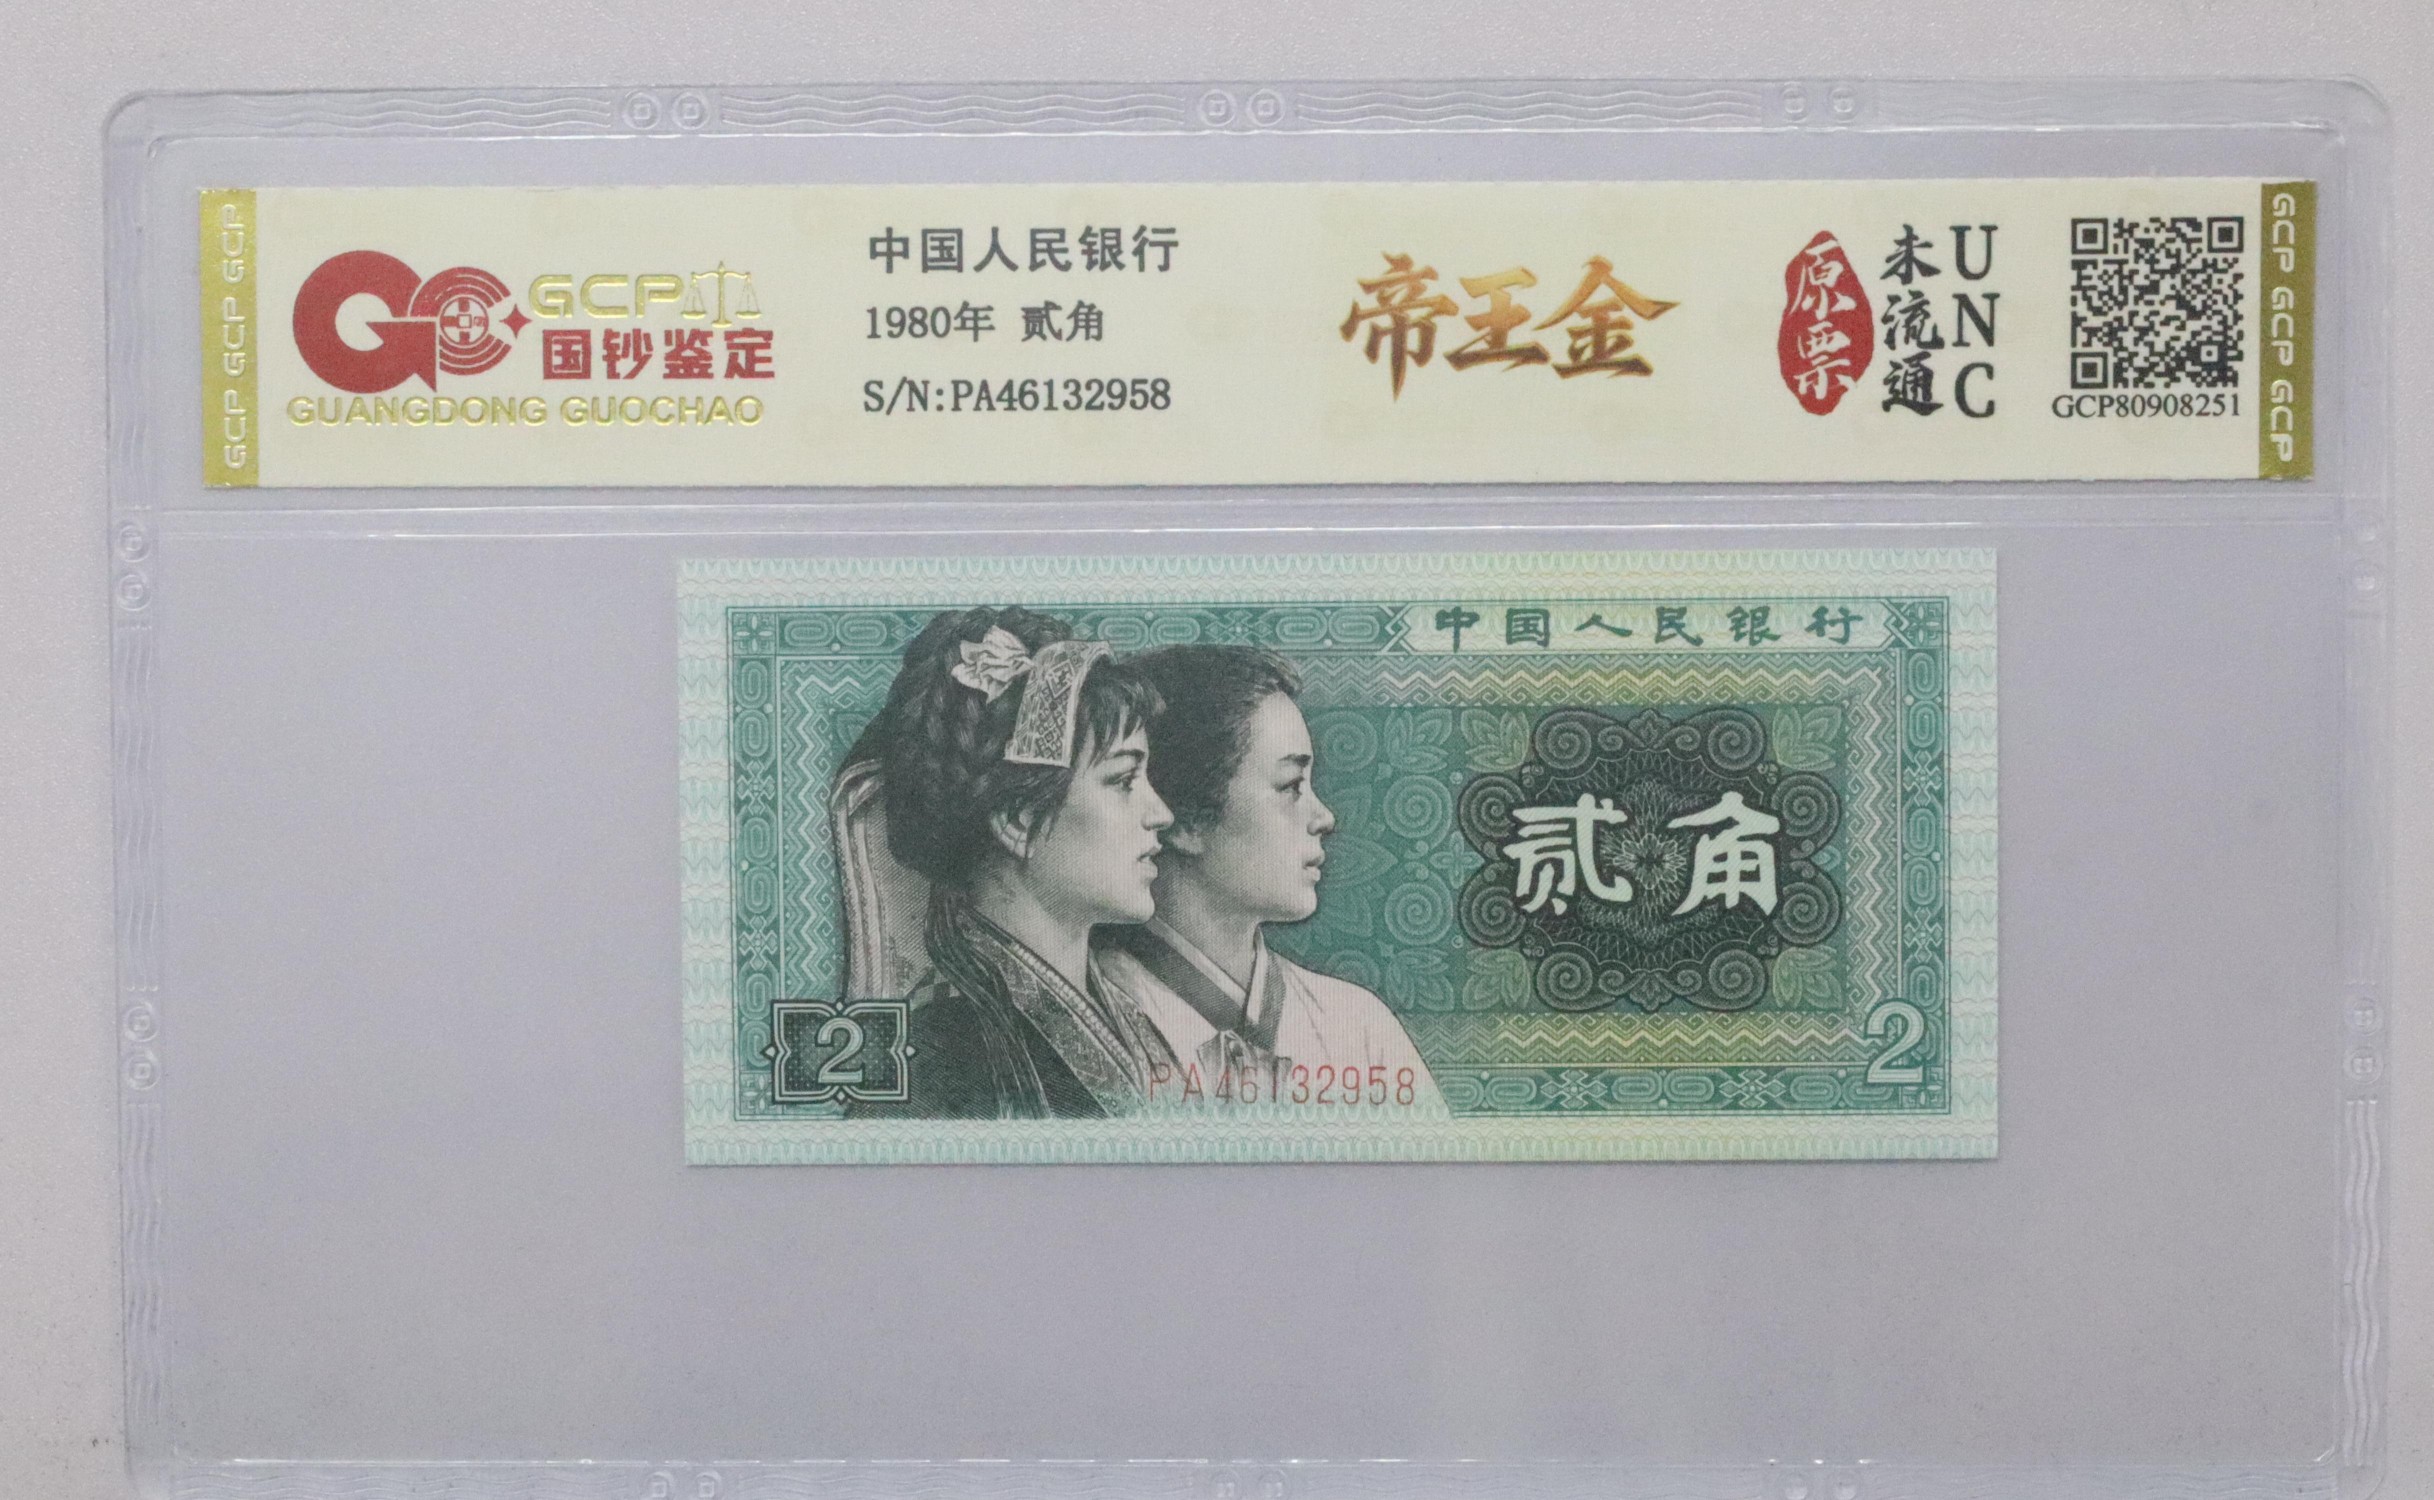 GCP GCP GCP
GCP
国钞鉴定
GUANGDONG GUOCHAO
中国人民银行
1980年 贰角
S/N:PA46132958
帝王金
原票
未流通
UNC
GCP80908251
GCP GCP GCP
中国人民银行
贰角
2
2
PA46132958